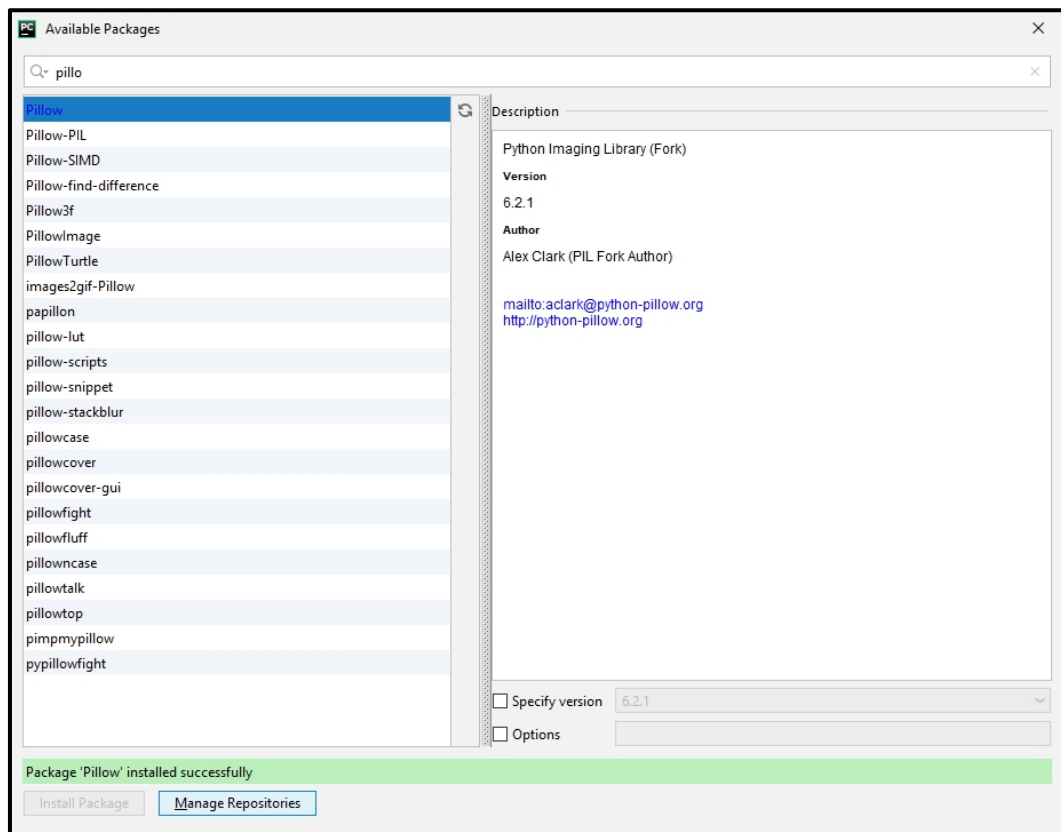 PC Available Packages
pillo
Pillow
Pillow-PIL
Pillow-SIMD
Pillow-find-difference
Pillow3f
PillowImage
PillowTurtle
images2gif-Pillow
papillon
pillow-lut
pillow-scripts
pillow-snippet
pillow-stackblur
pillowcase
pillowcover
pillowcover-gui
pillowfight
pillowfluff
pillowncase
pillowtalk
pillowtop
pimpmypillow
pypillowfight
Description
Python Imaging Library (Fork)
Version
6.2.1
Author
Alex Clark (PIL Fork Author)
mailto:aclark@python-pillow.org
http://python-pillow.org
Specify version 6.2.1
Options
Package 'Pillow' installed successfully
Install Package Manage Repositories